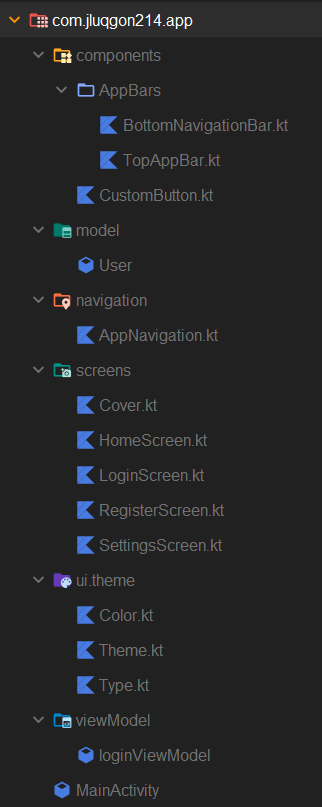 com.jluqgon214.app
components
AppBars
BottomNavigationBar.kt
TopAppBar.kt
CustomButton.kt
model
User
navigation
AppNavigation.kt
screens
Cover.kt
HomeScreen.kt
LoginScreen.kt
RegisterScreen.kt
SettingsScreen.kt
ui.theme
Color.kt
Theme.kt
Type.kt
viewModel
loginViewModel
MainActivity